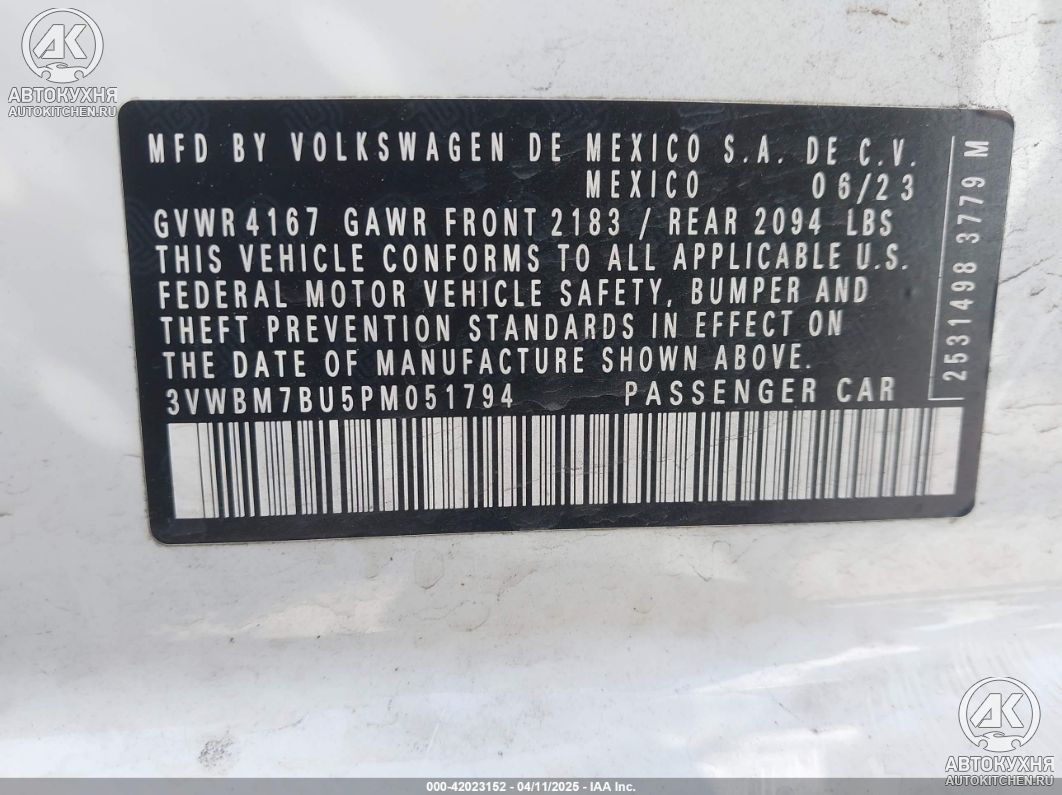 АК
АВТОКУХНЯ
AUTOKITCHEN.RU
MFD BY VOLKSWAGEN DE MEXICO S.A. DE C.V.
MEXICO 06/23
GVWR 4167 GAWR FRONT 2183 / REAR 2094 LBS
THIS VEHICLE CONFORMS TO ALL APPLICABLE U.S.
FEDERAL MOTOR VEHICLE SAFETY, BUMPER AND
THEFT PREVENTION STANDARDS IN EFFECT ON
THE DATE OF MANUFACTURE SHOWN ABOVE.
3VWBM7BU5PM051794 PASSENGER CAR
2531498 3779 M
АК
АВТОКУХНЯ
AUTOKITCHEN.RU
000-42023152 - 04/11/2025 - IAA Inc.